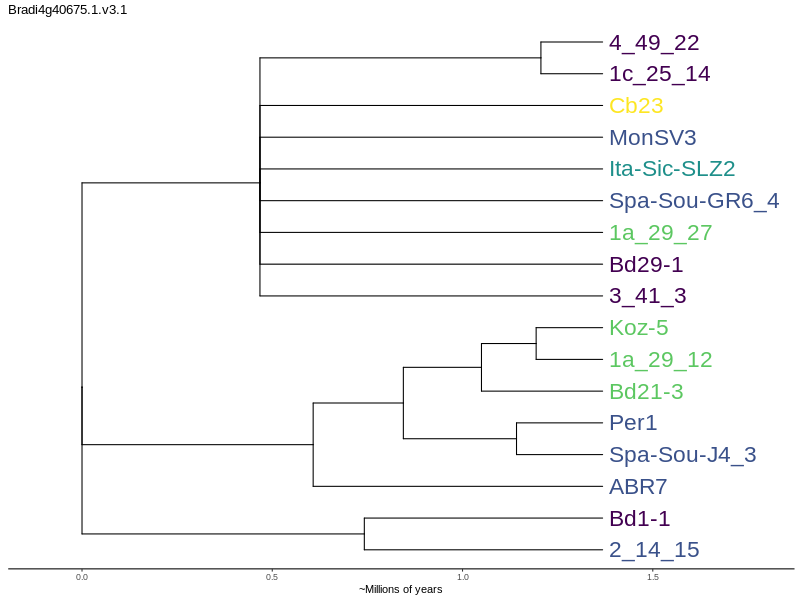 Bradi4g40675.1.v3.1
4_49_22
1c_25_14
Cb23
MonSV3
Ita-Sic-SLZ2
Spa-Sou-GR6_4
1a_29_27
Bd29-1
3_41_3
Koz-5
1a_29_12
Bd21-3
Per1
Spa-Sou-J4_3
ABR7
Bd1-1
2_14_15
0.0 0.5 1.0 1.5
~Millions of years